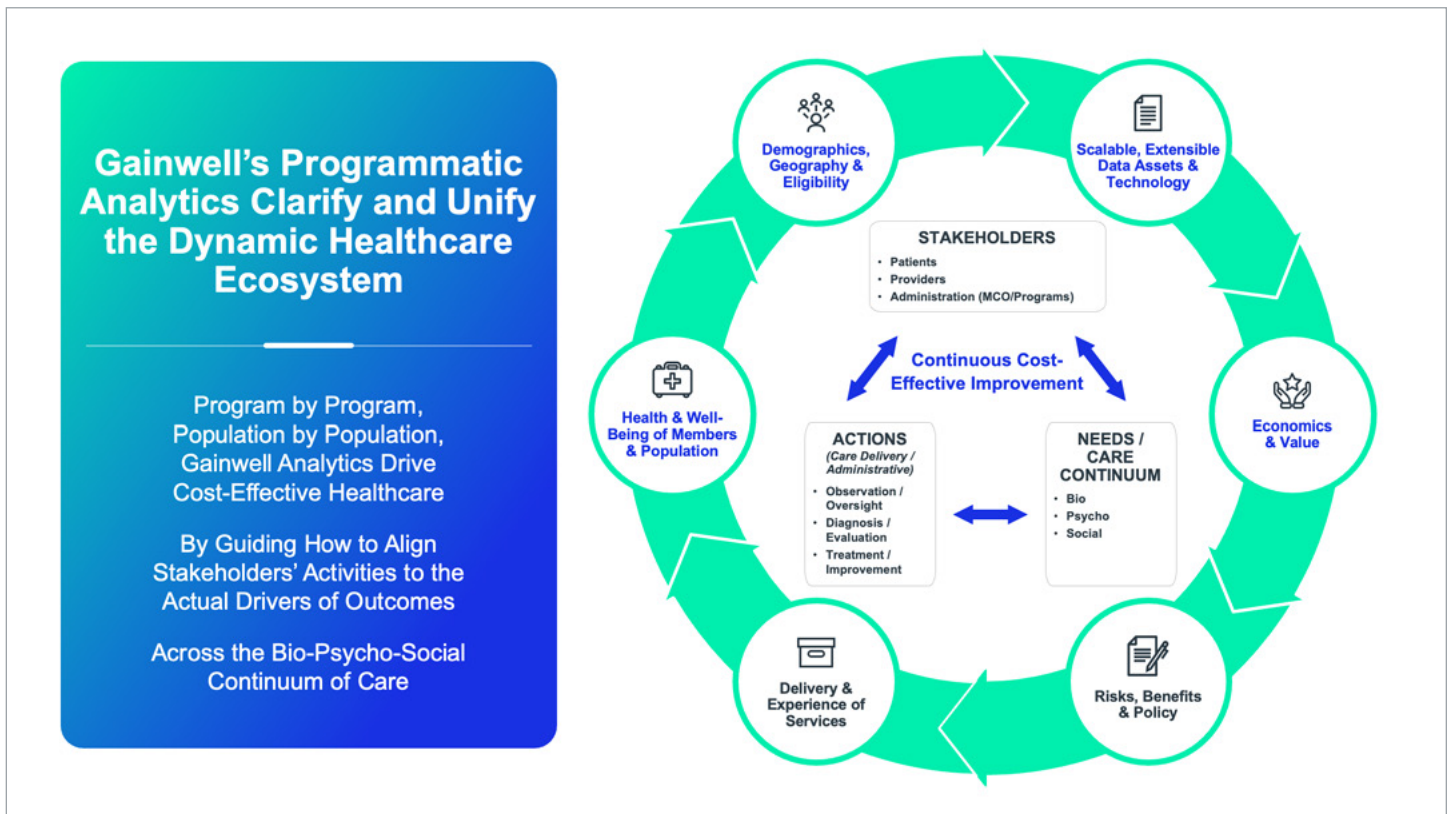 Gainwell’s Programmatic
Analytics Clarify and Unify
the Dynamic Healthcare
Ecosystem
Program by Program,
Population by Population,
Gainwell Analytics Drive
Cost-Effective Healthcare
By Guiding How to Align
Stakeholders’ Activities to the
Actual Drivers of Outcomes
Across the Bio-Psycho-Social
Continuum of Care
Demographics,
Geography &
Eligibility
Scalable, Extensible
Data Assets &
Technology
Economics
& Value
Risks, Benefits
& Policy
Delivery &
Experience of
Services
Health & Well-
Being of Members
& Population
STAKEHOLDERS
• Patients
• Providers
• Administration (MCO/Programs)
Continuous Cost-
Effective Improvement
ACTIONS
(Care Delivery /
Administrative)
• Observation /
Oversight
• Diagnosis /
Evaluation
• Treatment /
Improvement
NEEDS /
CARE
CONTINUUM
• Bio
• Psycho
• Social